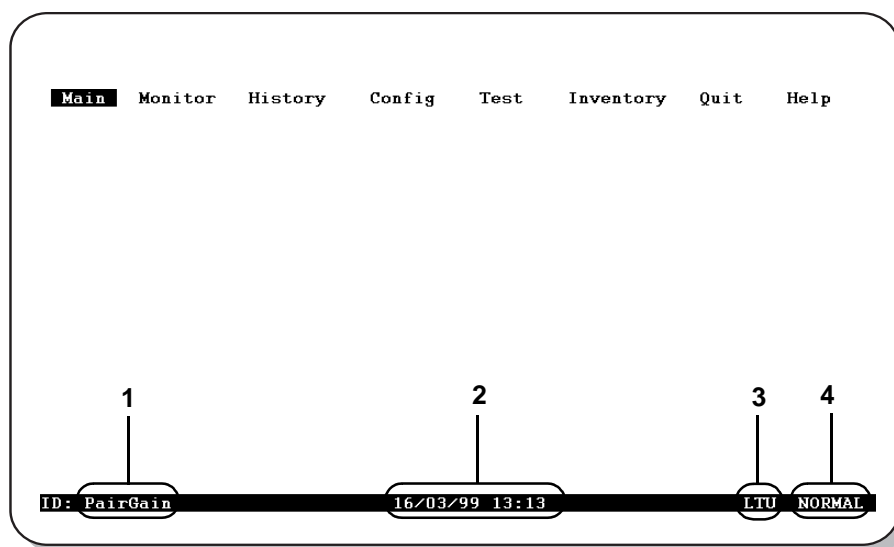 Main Monitor History Config Test Inventory Quit Help
1 2 3 4
ID: PairGain 16/03/99 13:13 LTU NORMAL